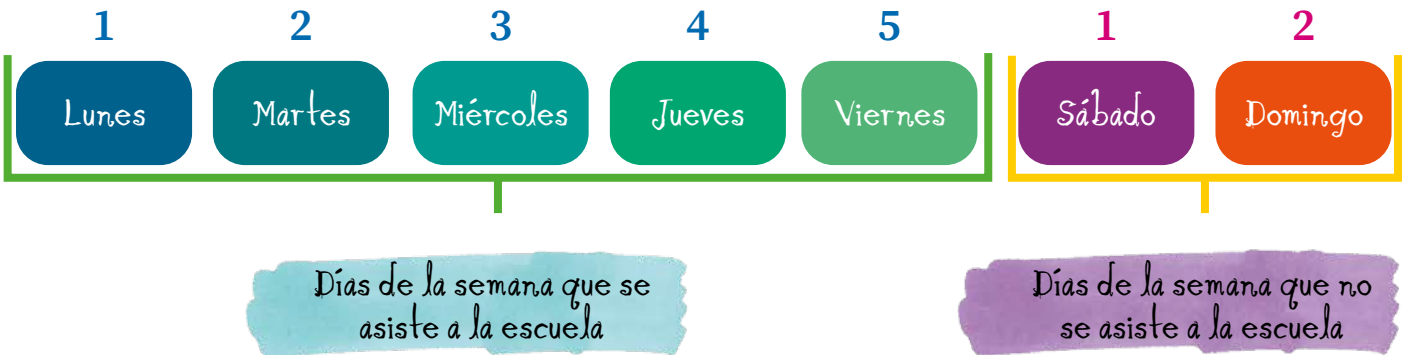 1 2 3 4 5 1 2
Lunes Martes Miércoles Jueves Viernes Sábado Domingo
Días de la semana que se
asiste a la escuela
Días de la semana que no
se asiste a la escuela